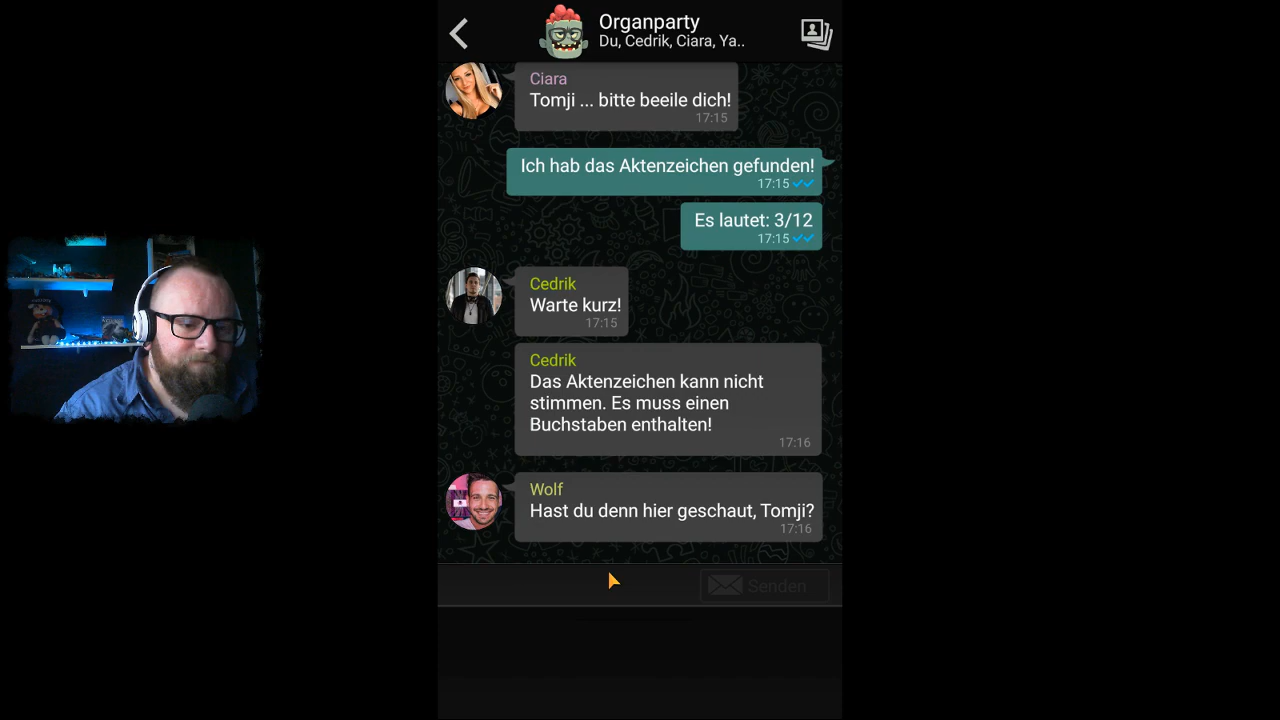 Organparty
Du, Cedrik, Ciara, Ya..
Ciara
Tomji ... bitte beeile dich!
17:15
Ich hab das Aktenzeichen gefunden!
17:15
Es lautet: 3/12
17:15
Cedrik
Warte kurz!
17:15
Cedrik
Das Aktenzeichen kann nicht
stimmen. Es muss einen
Buchstaben enthalten!
17:16
Wolf
Hast du denn hier geschaut, Tomji?
17:16
Senden